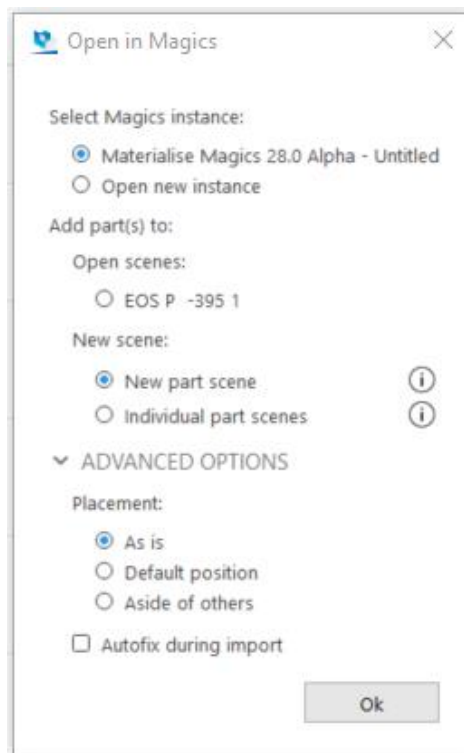 Open in Magics
Select Magics instance:
Materialise Magics 28.0 Alpha - Untitled
Open new instance
Add part(s) to:
Open scenes:
EOS P -395 1
New scene:
New part scene
Individual part scenes
ADVANCED OPTIONS
Placement:
As is
Default position
Aside of others
Autofix during import
Ok